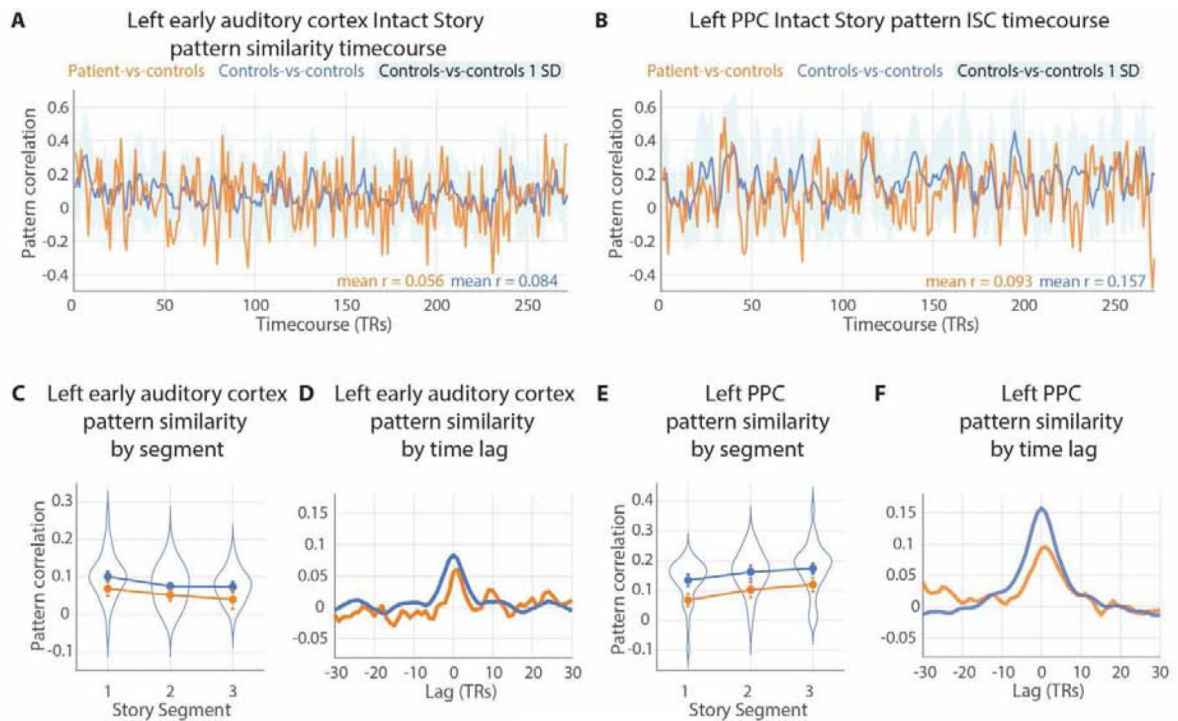 A
Left early auditory cortex Intact Story
pattern similarity timecourse
Patient-vs-controls Controls-vs-controls Controls-vs-controls 1 SD
0.6
0.4
0.2
0
-0.2
-0.4
Pattern correlation
mean r = 0.056 mean r = 0.084
0 50 100 150 200 250
Timecourse (TRs)
B
Left PPC Intact Story pattern ISC timecourse
Patient-vs-controls Controls-vs-controls Controls-vs-controls 1 SD
0.6
0.4
0.2
0
-0.2
-0.4
Pattern correlation
mean r = 0.093 mean r = 0.157
0 50 100 150 200 250
Timecourse (TRs)
C
Left early auditory cortex
pattern similarity
by segment
0.3
0.2
0.1
0
-0.1
Pattern correlation
1 2 3
Story Segment
D
Left early auditory cortex
pattern similarity
by time lag
0.15
0.1
0.05
0
0.05
-30 -20 -10 0 10 20 30
Lag (TRs)
E
Left PPC
pattern similarity
by segment
0.4
0.3
0.2
0.1
0
-0.1
Pattern correlation
1 2 3
Story Segment
F
Left PPC
pattern similarity
by time lag
0.15
0.1
0.05
0
-0.05
-30 -20 -10 0 10 20 30
Lag (TRs)